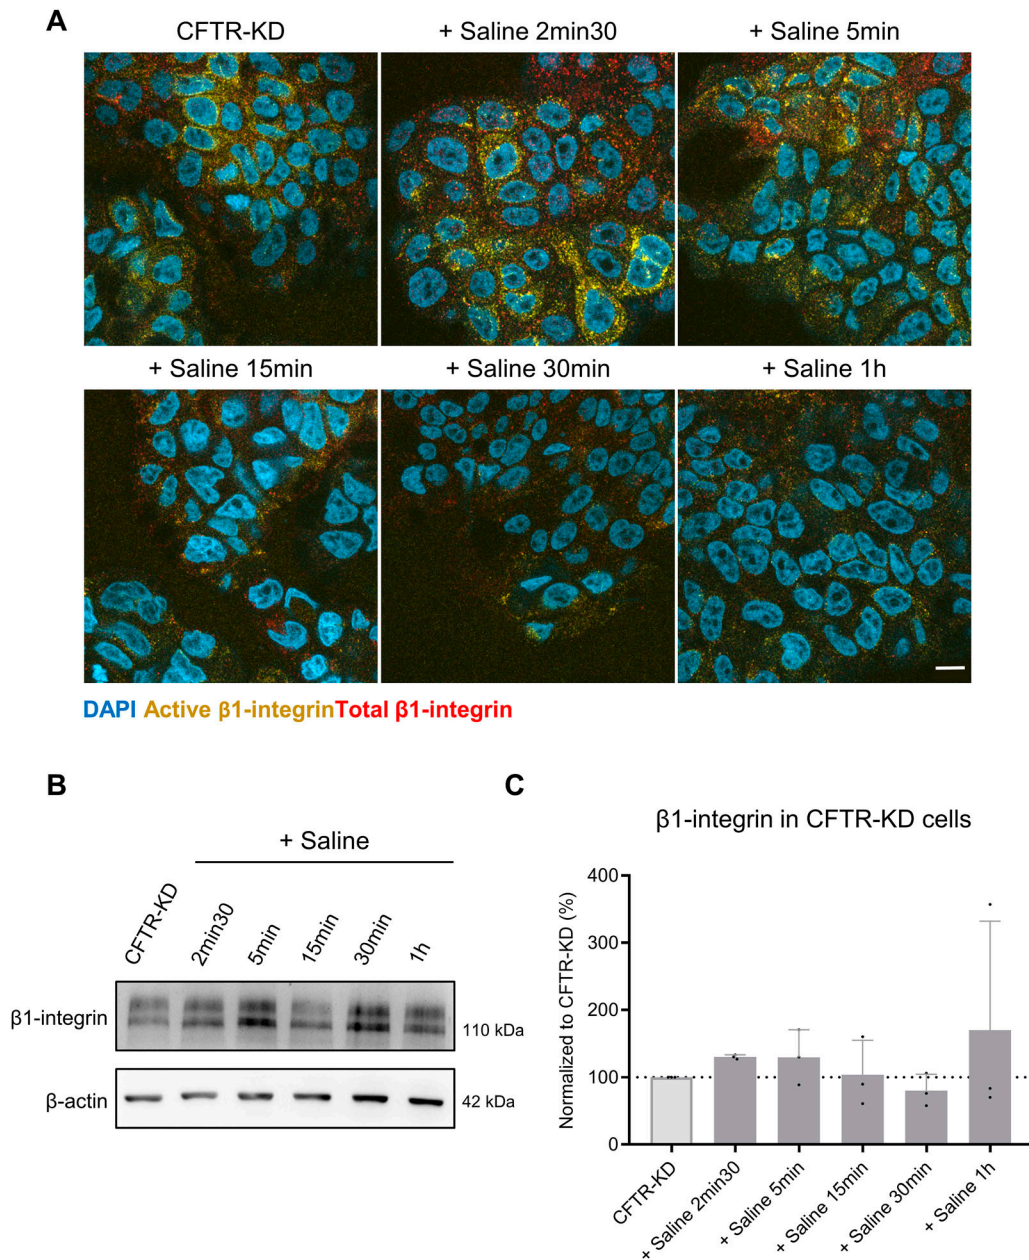 A
CFTR-KD
+ Saline 2min30
+ Saline 5min
+ Saline 15min
+ Saline 30min
+ Saline 1h
DAPI Active β1-integrinTotal β1-integrin
B
+ Saline
CFTR-KD
2min30
5min
15min
30min
1h
β1-integrin
110 kDa
β-actin
42 kDa
C
β1-integrin in CFTR-KD cells
Normalized to CFTR-KD (%)
400
300
200
100
0
CFTR-KD
+ Saline 2min30
+ Saline 5min
+ Saline 15min
+ Saline 30min
+ Saline 1h